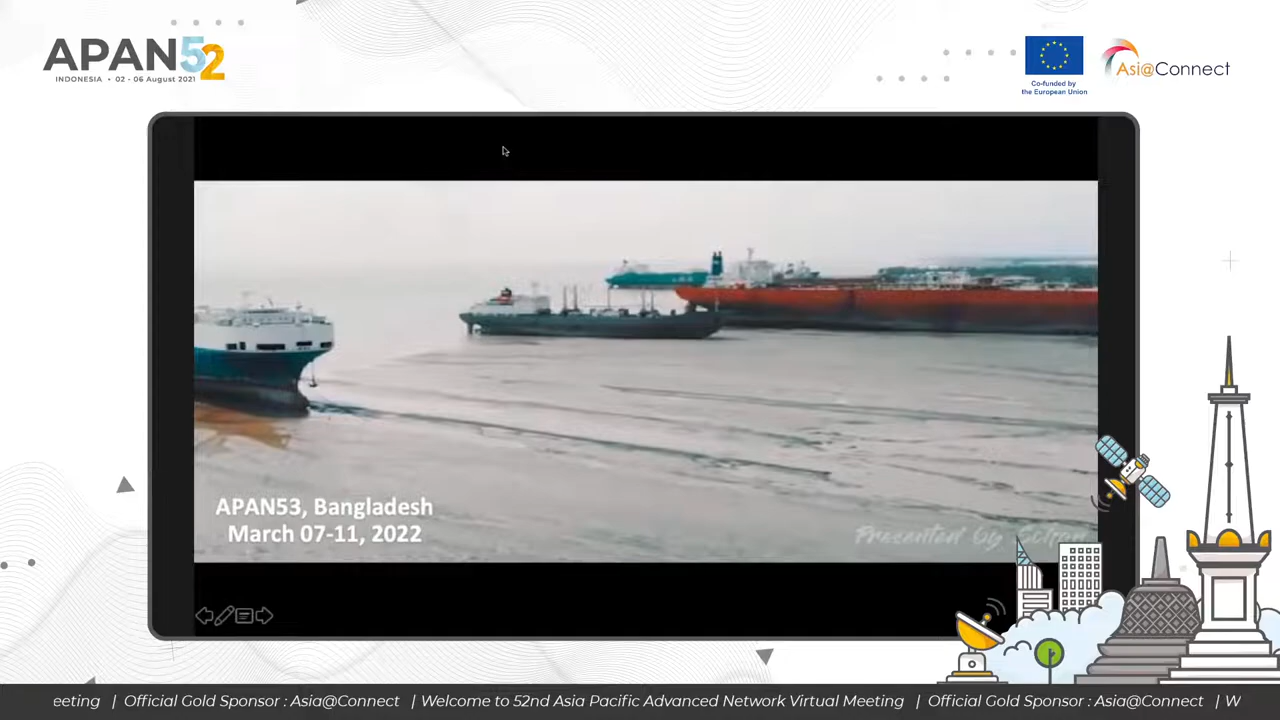 APAN52
INDONESIA • 02 - 06 August 2021
Co-funded by
the European Union
Asi@Connect
APAN53, Bangladesh
March 07-11, 2022
Presented by
eeting | Official Gold Sponsor : Asia@Connect | Welcome to 52nd Asia Pacific Advanced Network Virtual Meeting | Official Gold Sponsor : Asia@Connect | W